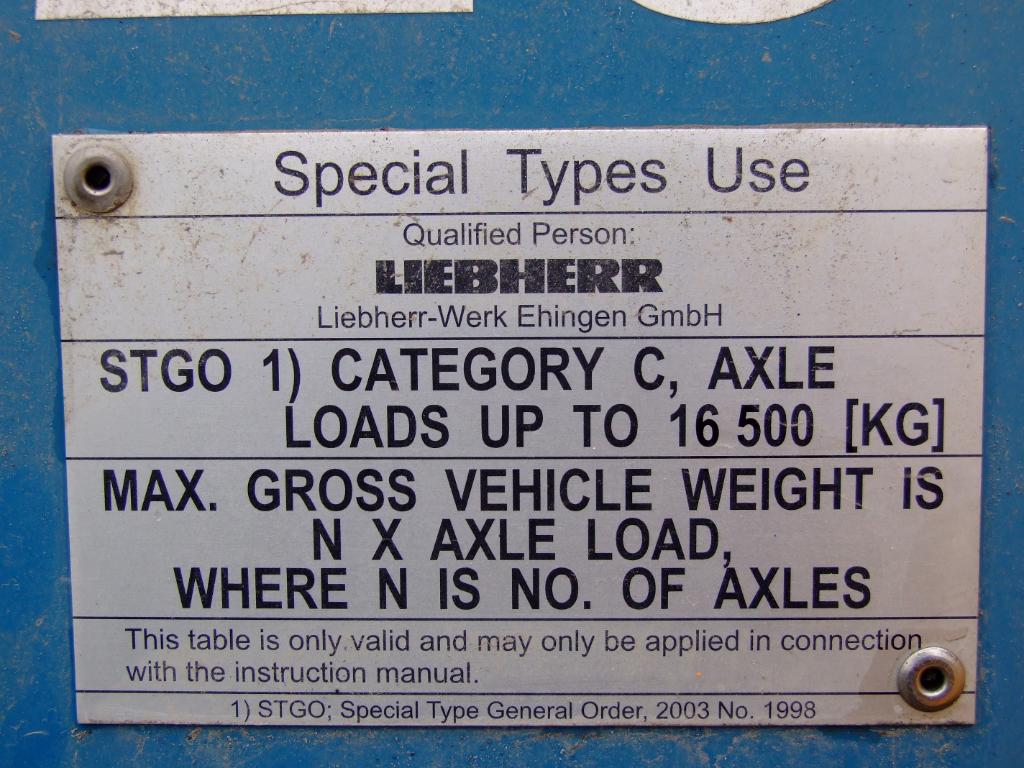 Special Types Use
Qualified Person:
LIEBHERR
Liebherr-Werk Ehingen GmbH
STGO 1) CATEGORY C, AXLE
LOADS UP TO 16 500 [KG]
MAX. GROSS VEHICLE WEIGHT IS
N X AXLE LOAD,
WHERE N IS NO. OF AXLES
This table is only valid and may only be applied in connection
with the instruction manual.
1) STGO; Special Type General Order, 2003 No. 1998